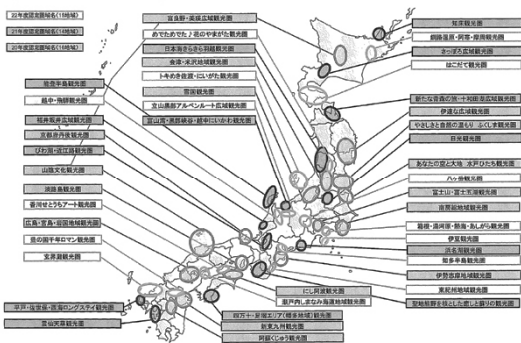 22年度認定圏域名(18地域)
21年度認定圏域名(14地域)
20年度認定圏域名(16地域)
富良野・美瑛広域観光圏
めでためでた♪花のやまがた観光圏
日本海きらきら羽越観光圏
会津・米沢地域観光圏
トキめき佐渡・にいがた観光圏
雪国観光圏
立山黒部アルペンルート広域観光圏
富山湾・黒部峡谷・越中にいかわ観光圏
知床観光圏
釧路湿原・阿寒・摩周観光圏
さっぽろ広域観光圏
はこだて観光圏
新たな青森の旅・十和田湖広域観光圏
伊達な広域観光圏
やさしさと自然の温もり ふくしま観光圏
日光観光圏
あなたの空と大地 水戸ひたち観光圏
八ヶ岳観光圏
富士山・富士五湖観光圏
南房総地域観光圏
箱根・湯河原・熱海・あしがら観光圏
伊豆観光圏
浜名湖観光圏
知多半島観光圏
伊勢志摩地域観光圏
東紀州地域観光圏
聖地熊野を核とした癒しと蘇りの観光圏
能登半島観光圏
越中・飛騨観光圏
福井坂井広域観光圏
京都府丹後観光圏
びわ湖・近江路観光圏
山陰文化観光圏
淡路島観光圏
香川せとうちアート観光圏
広島・宮島・岩国地域観光圏
豊の国千年ロマン観光圏
玄界灘観光圏
平戸・佐世保・西海ロングステイ観光圏
雲仙天草観光圏
にし阿波観光圏
瀬戸内しまなみ海道地域観光圏
四万十・足摺エリア(幡多地域)観光圏
新東九州観光圏
阿蘇くじゅう観光圏